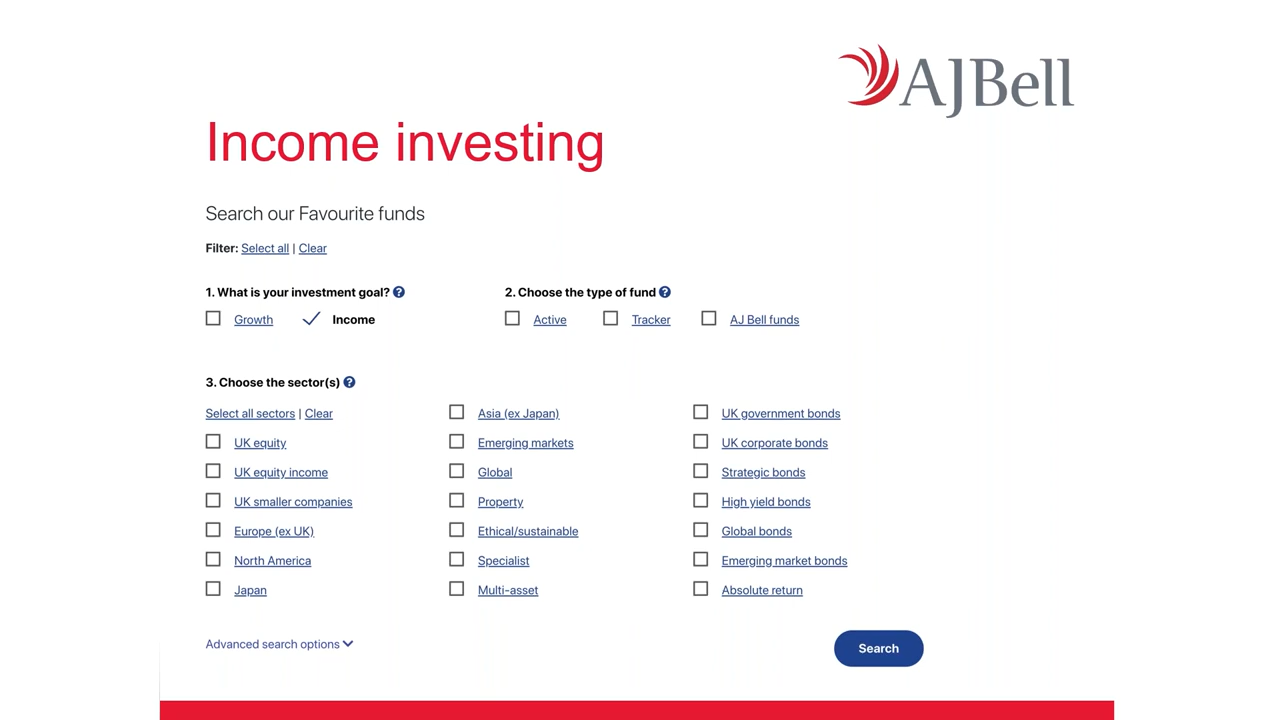 AJBell
Income investing
Search our Favourite funds
Filter: Select all | Clear
1. What is your investment goal?
Growth Income
2. Choose the type of fund
Active Tracker AJ Bell funds
3. Choose the sector(s)
Select all sectors | Clear
UK equity
UK equity income
UK smaller companies
Europe (ex UK)
North America
Japan
Asia (ex Japan)
Emerging markets
Global
Property
Ethical/sustainable
Specialist
Multi-asset
UK government bonds
UK corporate bonds
Strategic bonds
High yield bonds
Global bonds
Emerging market bonds
Absolute return
Advanced search options
Search